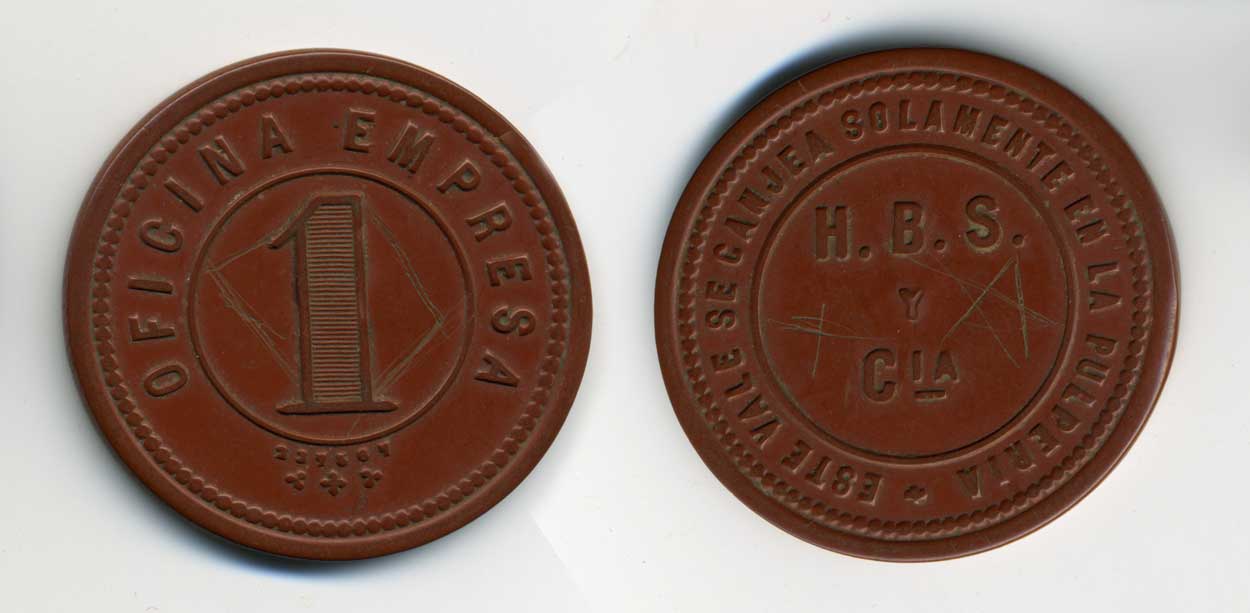 OFICINA EMPRESA
1
ESTE VALE SE CANJEA SOLAMENTE EN LA PULPERIA
H. B. S.
Y
CIA